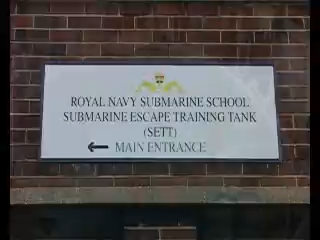 ROYAL NAVY SUBMARINE SCHOOL
SUBMARINE ESCAPE TRAINING TANK
(SETT)
MAIN ENTRANCE